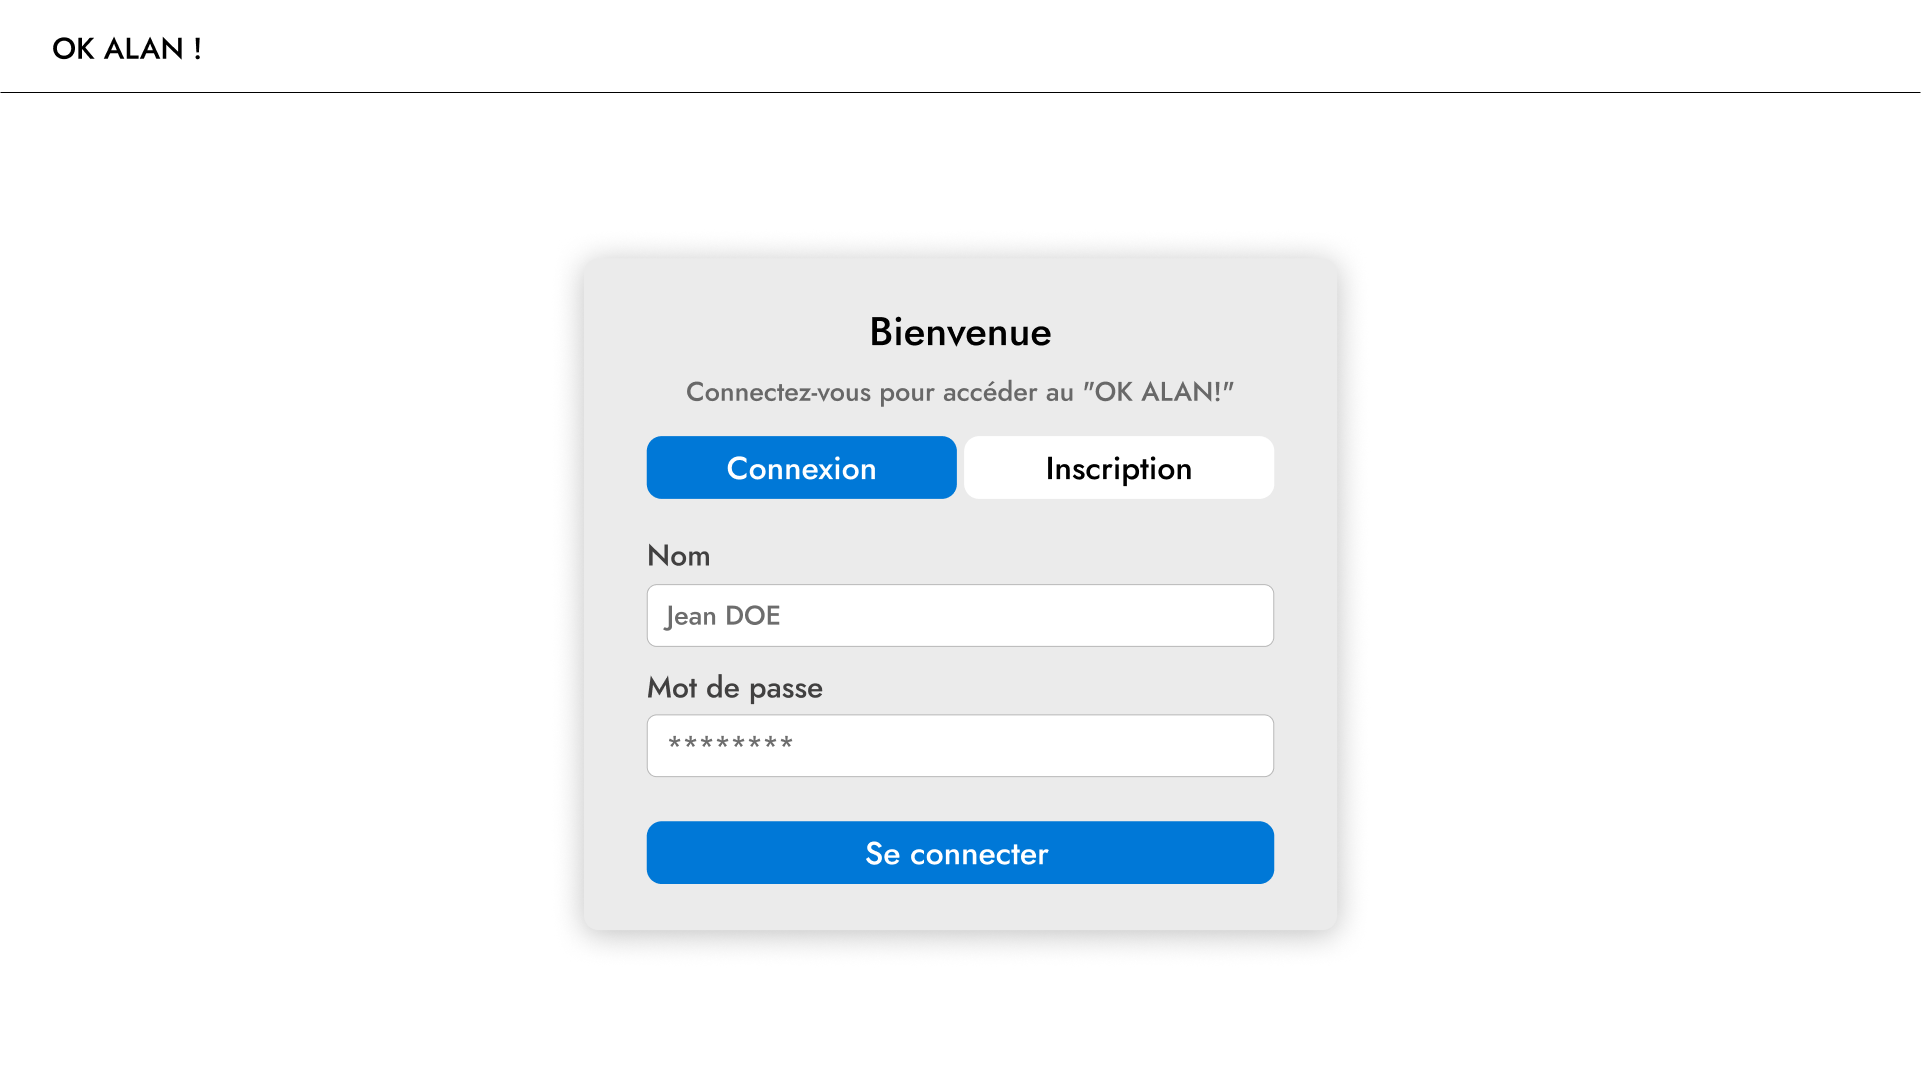 OK ALAN !
Bienvenue
Connectez-vous pour accéder au "OK ALAN!"
Connexion
Inscription
Nom
Jean DOE
Mot de passe
********
Se connecter